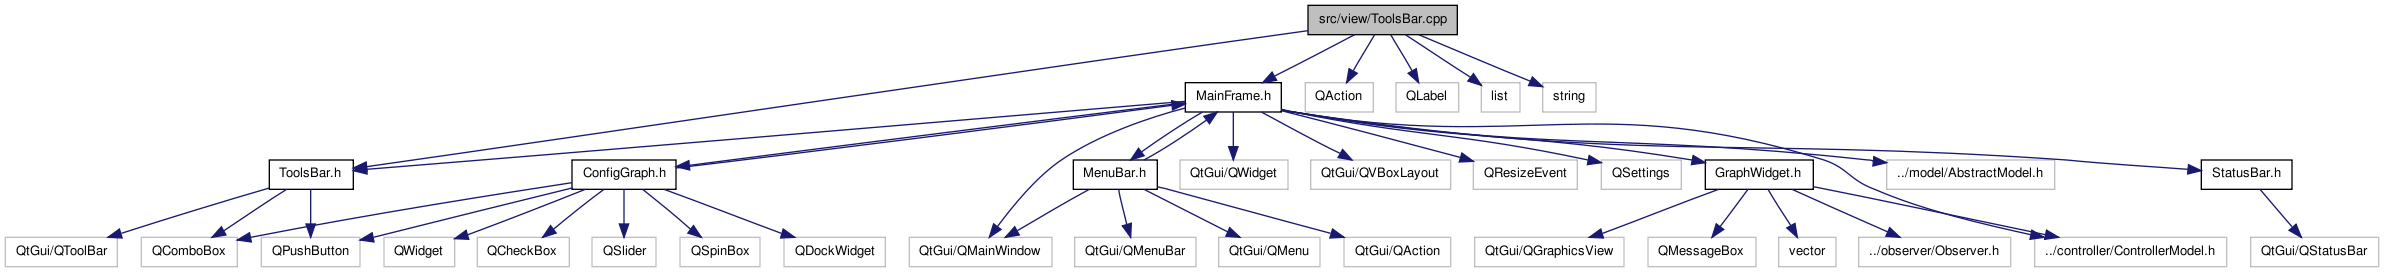 src/view/ToolsBar.cpp
MainFrame.h
QAction
QLabel
list
string
ToolsBar.h
ConfigGraph.h
MenuBar.h
QtGui/QWidget
QtGui/QVBoxLayout
QResizeEvent
QSettings
GraphWidget.h
../model/AbstractModel.h
StatusBar.h
QtGui/QToolBar
QComboBox
QPushButton
QWidget
QCheckBox
QSlider
QSpinBox
QDockWidget
QtGui/QMainWindow
QtGui/QMenuBar
QtGui/QMenu
QtGui/QAction
QtGui/QGraphicsView
QMessageBox
vector
../observer/Observer.h
../controller/ControllerModel.h
QtGui/QStatusBar